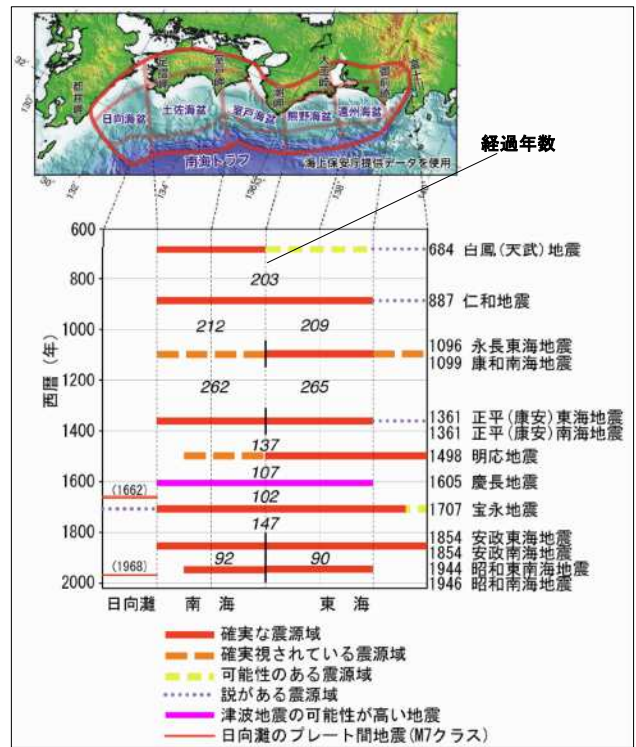 都井岬
足摺岬
室戸岬
潮岬
大王崎
御前崎
富士川
日向海盆
土佐海盆
室戸海盆
熊野海盆
遠州海盆
南海トラフ
海上保安庁提供データを使用
130°
132°
134°
136°
138°
経過年数
西暦(年)
600
800
1000
1200
1400
1600
1800
2000
203
212
209
262
265
137
107
102
147
92
90
(1662)
(1968)
684 白鳳(天武)地震
887 仁和地震
1096 永長東海地震
1099 康和南海地震
1361 正平(康安)東海地震
1361 正平(康安)南海地震
1498 明応地震
1605 慶長地震
1707 宝永地震
1854 安政東海地震
1854 安政南海地震
1944 昭和東南海地震
1946 昭和南海地震
日向灘 南 海 東 海
確実な震源域
確実視されている震源域
可能性のある震源域
説がある震源域
津波地震の可能性が高い地震
日向灘のプレート間地震(M7クラス)